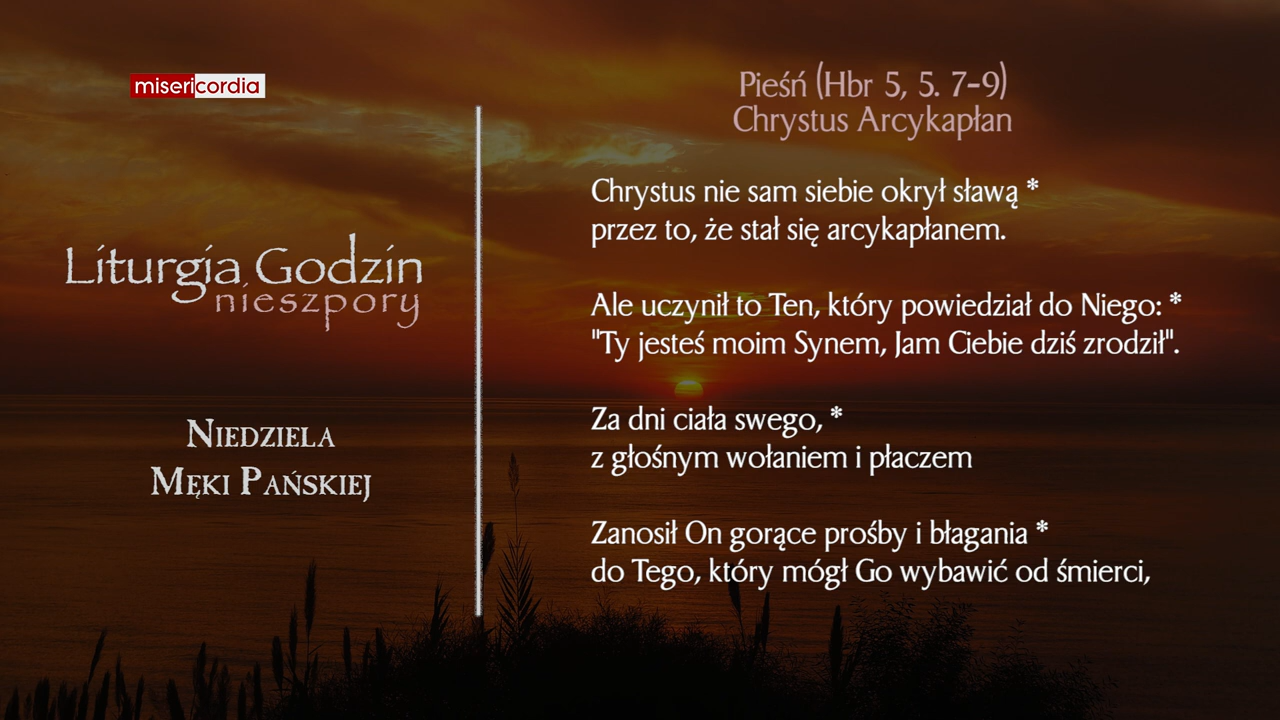 misericordia
Liturgia Godzin
nieszpory
Niedziela
Męki Pańskiej
Pieśń (Hbr 5, 5. 7-9)
Chrystus Arcykapłan
Chrystus nie sam siebie okrył sławą *
przez to, że stał się arcykapłanem.
Ale uczynił to Ten, który powiedział do Niego: *
"Ty jesteś moim Synem, Jam Ciebie dziś zrodził".
Za dni ciała swego, *
z głośnym wołaniem i płaczem
Zanosił On gorące prośby i błagania *
do Tego, który mógł Go wybawić od śmierci,